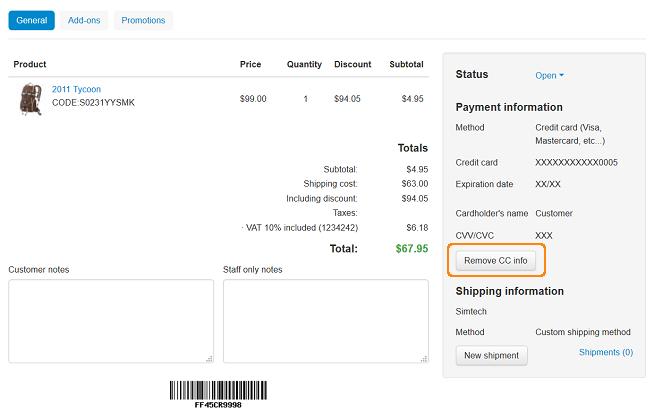 General Add-ons Promotions
Product Price Quantity Discount Subtotal
2011 Tycoon
CODE:S0231YYSMK
$99.00 1 $94.05 $4.95
Totals
Subtotal: $4.95
Shipping cost: $63.00
Including discount: $94.05
Taxes:
· VAT 10% included (1234242) $6.18
Total: $67.95
Customer notes Staff only notes
FF45CR9998
Status Open
Payment information
Method Credit card (Visa,
Mastercard, etc...)
Credit card XXXXXXXXXXX0005
Expiration date XX/XX
Cardholder's name Customer
CVV/CVC XXX
Remove CC info
Shipping information
Simtech
Method Custom shipping method
New shipment Shipments (0)